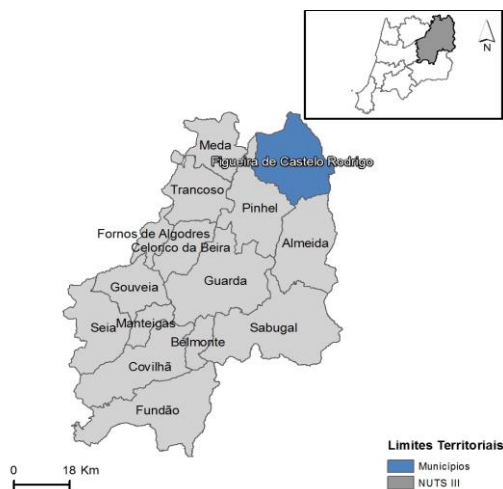 N
Meda
Figueira de Castelo Rodrigo
Trancoso
Pinhel
Fornos de Algodres
Celorico da Beira
Almeida
Gouveia
Guarda
Seia
Manteigas
Belmonte
Sabugal
Covilhã
Fundão
0 18 Km
Limites Territoriais
Municípios
NUTS III